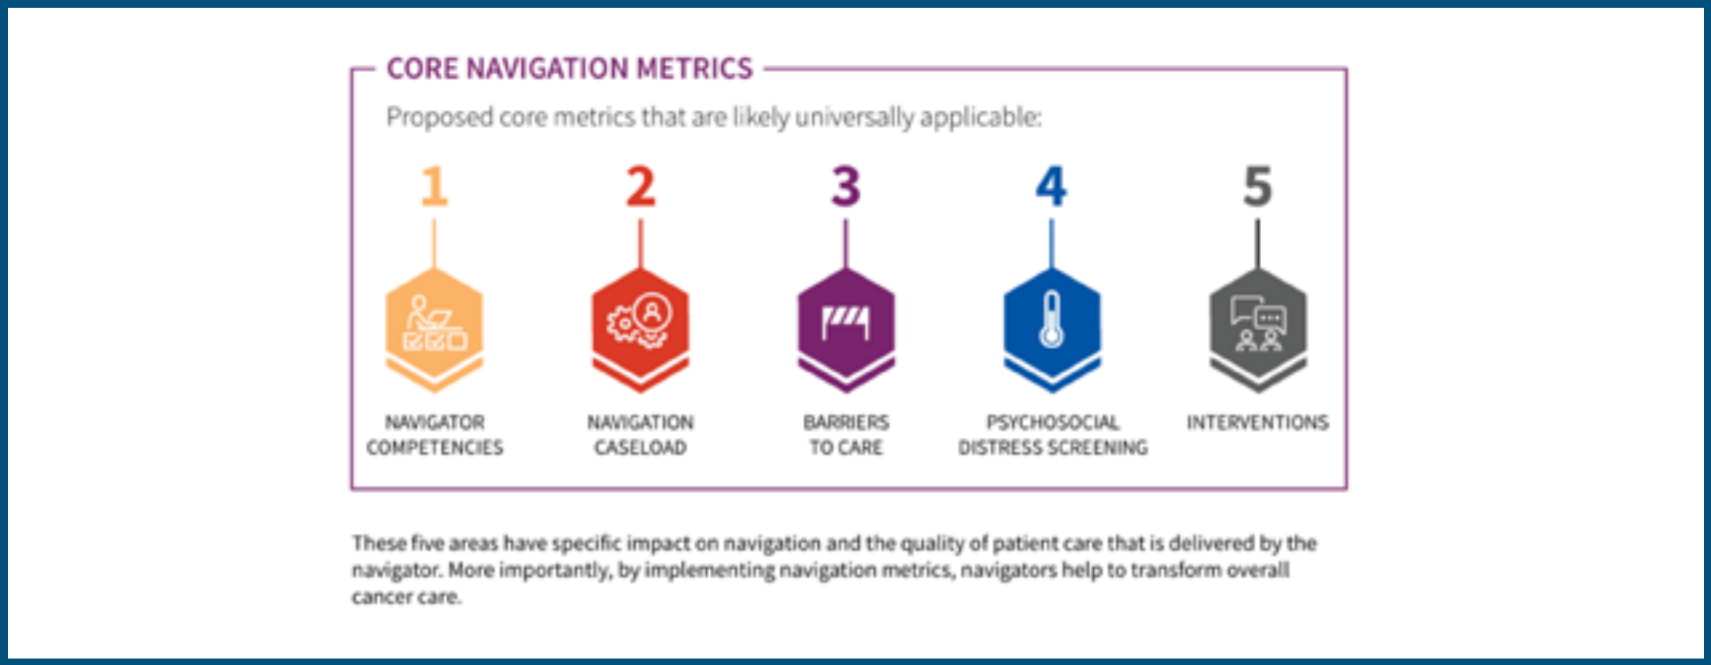 CORE NAVIGATION METRICS
Proposed core metrics that are likely universally applicable:
1
2
3
4
5
NAVIGATOR
COMPETENCIES
NAVIGATION
CASELOAD
BARRIERS
TO CARE
PSYCHOSOCIAL
DISTRESS SCREENING
INTERVENTIONS
These five areas have specific impact on navigation and the quality of patient care that is delivered by the
navigator. More importantly, by implementing navigation metrics, navigators help to transform overall
cancer care.